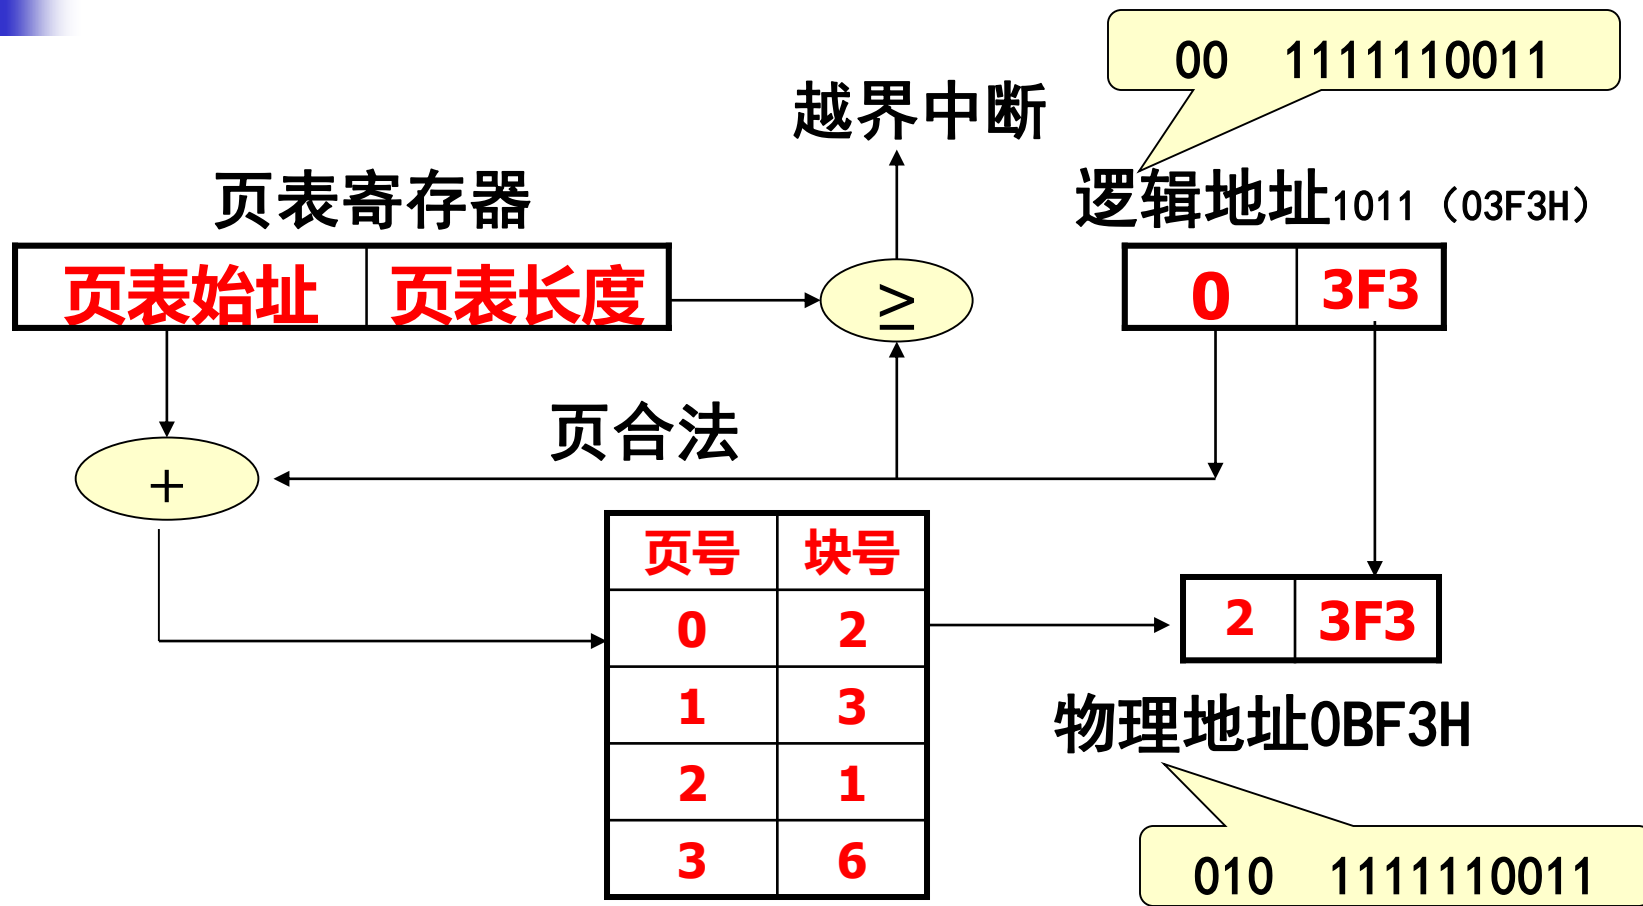 00 1111110011
越界中断
页表寄存器
逻辑地址1011（03F3H）
页表始址 页表长度
≥
0 3F3
页合法
+
页号 块号
0 2
1 3
2 1
3 6
2 3F3
物理地址0BF3H
010 1111110011